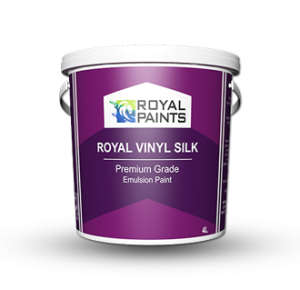 ROYAL
PAINTS
ROYAL VINYL SILK
Premium Grade
Emulsion Paint
4L